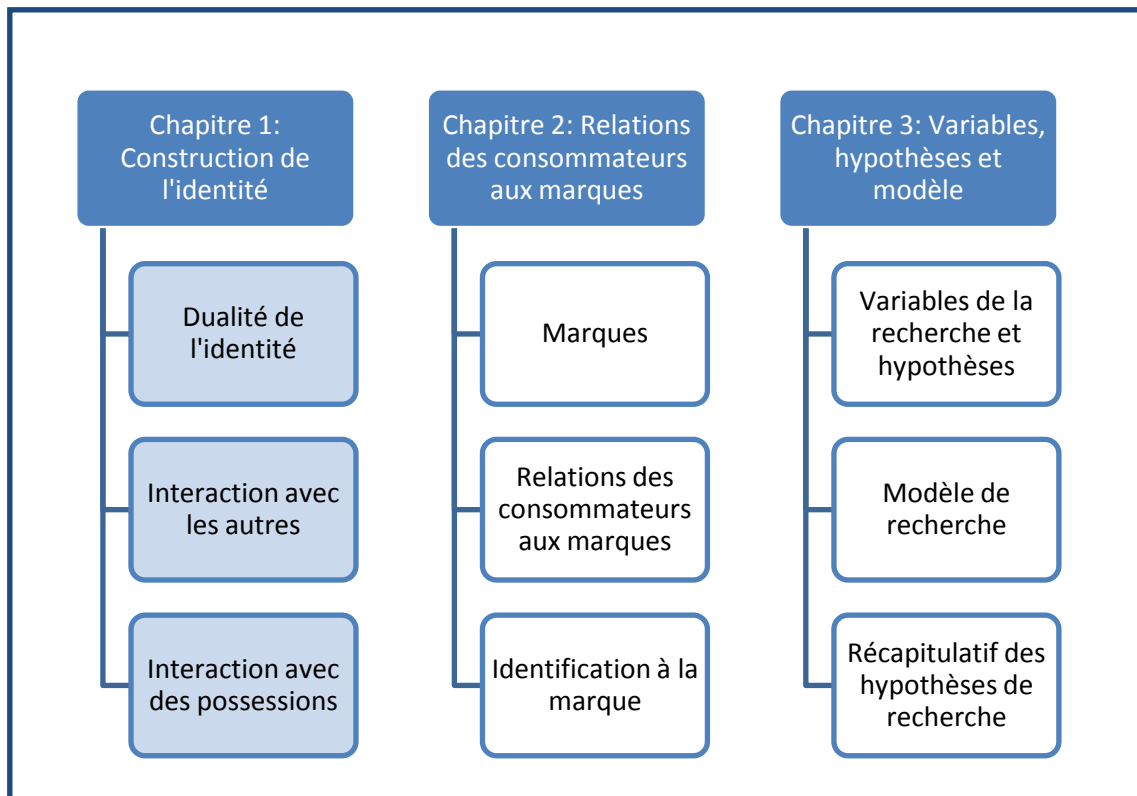 Chapitre 1:
Construction de
l'identité
Dualité de
l'identité
Interaction avec
les autres
Interaction avec
des possessions
Chapitre 2: Relations
des consommateurs
aux marques
Marques
Relations des
consommateurs
aux marques
Identification à la
marque
Chapitre 3: Variables,
hypothèses et
modèle
Variables de la
recherche et
hypothèses
Modèle de
recherche
Récapitulatif des
hypothèses de
recherche